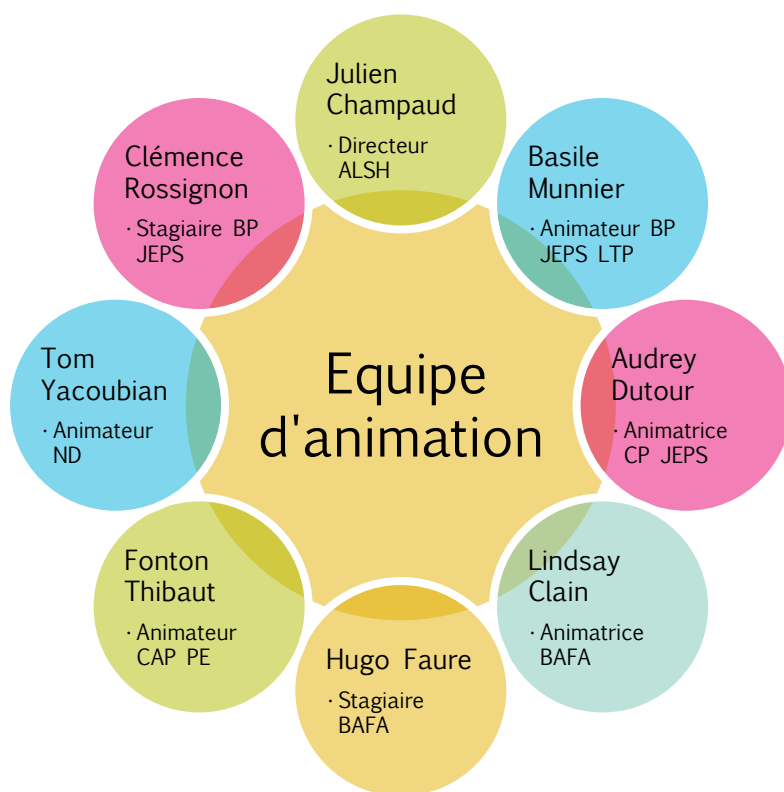 Julien
Champaud
· Directeur
ALSH
Basile
Munnier
· Animateur BP
JEPS LTP
Audrey
Dutour
· Animatrice
CP JEPS
Lindsay
Clain
· Animatrice
BAFA
Hugo Faure
· Stagiaire
BAFA
Fonton
Thibaut
· Animateur
CAP PE
Tom
Yacoubian
· Animateur
ND
Clémence
Rossignon
· Stagiaire BP
JEPS
Equipe
d'animation